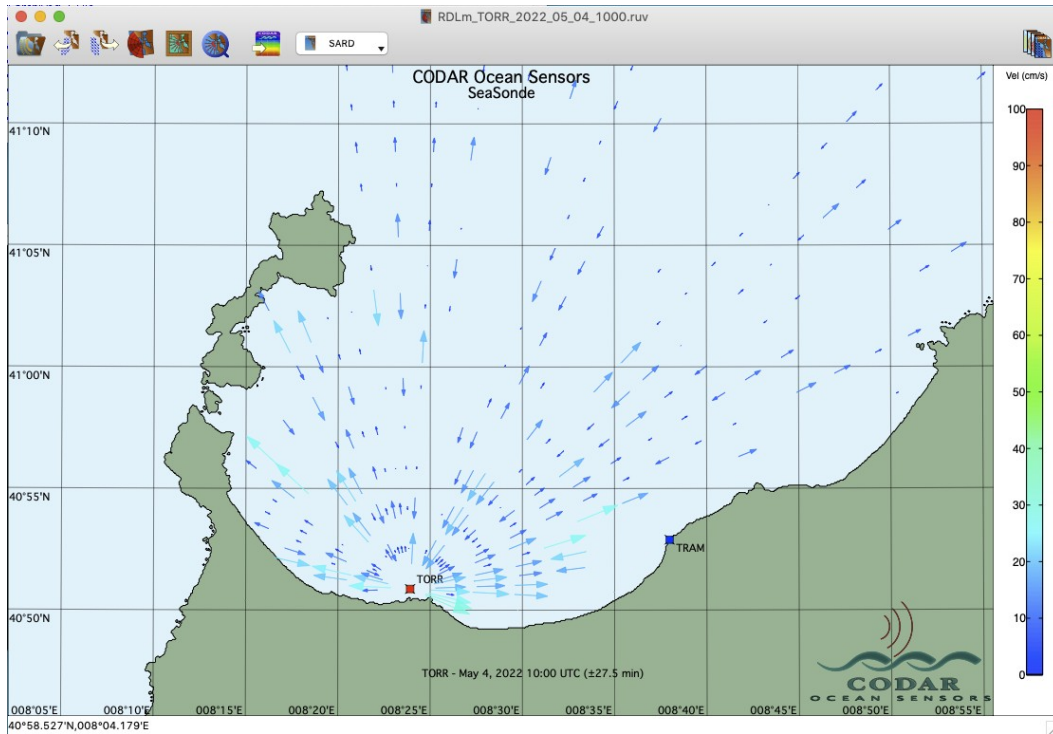 RDLm_TORR_2022_05_04_1000.ruv
SARD
CODAR Ocean Sensors
SeaSonde
Vel (cm/s)
100
90
80
70
60
50
40
30
20
10
0
41°10'N
41°05'N
41°00'N
40°55'N
40°50'N
TORR
TRAM
TORR - May 4, 2022 10:00 UTC (±27.5 min)
CODAR
OCEAN SENSORS
008°05'E 008°10'E 008°15'E 008°20'E 008°25'E 008°30'E 008°35'E 008°40'E 008°45'E 008°50'E 008°55'E
40°58.527'N,008°04.179'E